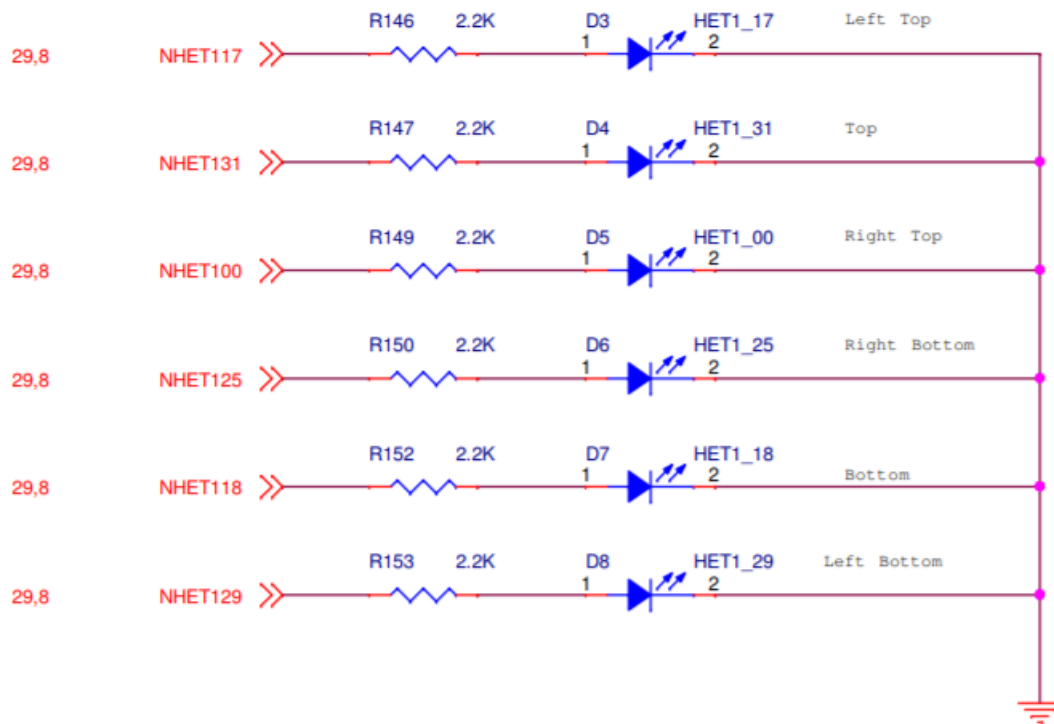 R146 2.2K D3 HET1_17 Left Top
29,8 NHET117 1 2
R147 2.2K D4 HET1_31 Top
29,8 NHET131 1 2
R149 2.2K D5 HET1_00 Right Top
29,8 NHET100 1 2
R150 2.2K D6 HET1_25 Right Bottom
29,8 NHET125 1 2
R152 2.2K D7 HET1_18 Bottom
29,8 NHET118 1 2
R153 2.2K D8 HET1_29 Left Bottom
29,8 NHET129 1 2